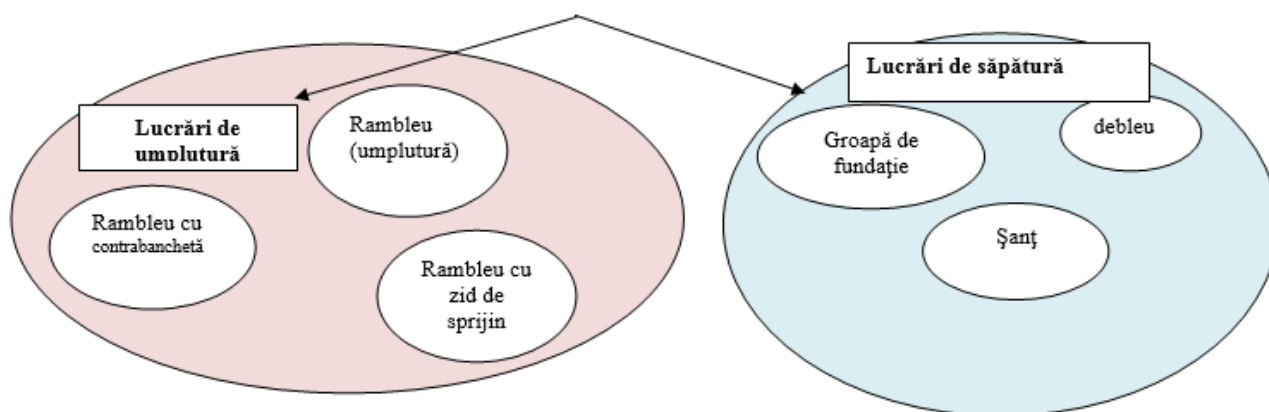 Lucrări de
umplutură
Rambleu
(umplutură)
Rambleu cu
contrabanchetă
Rambleu cu
zid de
sprijin
Lucrări de săpătură
Groapă de
fundaţie
debleu
Şanţ